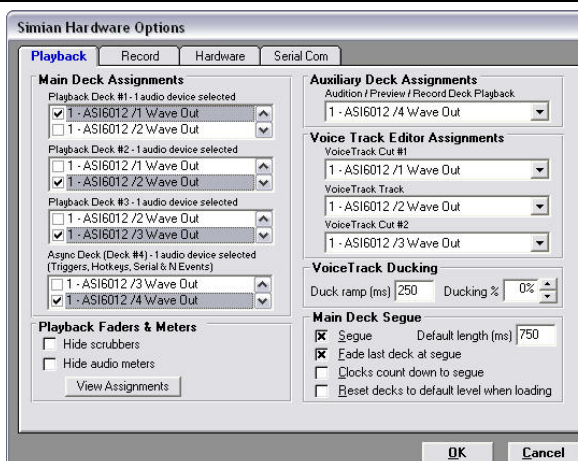 Simian Hardware Options
Playback
Record
Hardware
Serial Com
Main Deck Assignments
Playback Deck #1 - 1 audio device selected
1 - ASI6012 /1 Wave Out
1 - ASI6012 /2 Wave Out
Playback Deck #2 - 1 audio device selected
1 - ASI6012 /1 Wave Out
1 - ASI6012 /2 Wave Out
Playback Deck #3 - 1 audio device selected
1 - ASI6012 /2 Wave Out
1 - ASI6012 /3 Wave Out
Async Deck (Deck #4) - 1 audio device selected
(Triggers, Hotkeys, Serial & N Events)
1 - ASI6012 /3 Wave Out
1 - ASI6012 /4 Wave Out
Playback Faders & Meters
Hide scrubbers
Hide audio meters
View Assignments
Auxiliary Deck Assignments
Audition / Preview / Record Deck Playback
1 - ASI6012 /4 Wave Out
Voice Track Editor Assignments
VoiceTrack Cut #1
1 - ASI6012 /1 Wave Out
VoiceTrack Track
1 - ASI6012 /2 Wave Out
VoiceTrack Cut #2
1 - ASI6012 /3 Wave Out
VoiceTrack Ducking
Duck ramp (ms) 250 Ducking % 0%
Main Deck Segue
Segue Default length (ms) 750
Fade last deck at segue
Clocks count down to segue
Reset decks to default level when loading
OK
Cancel